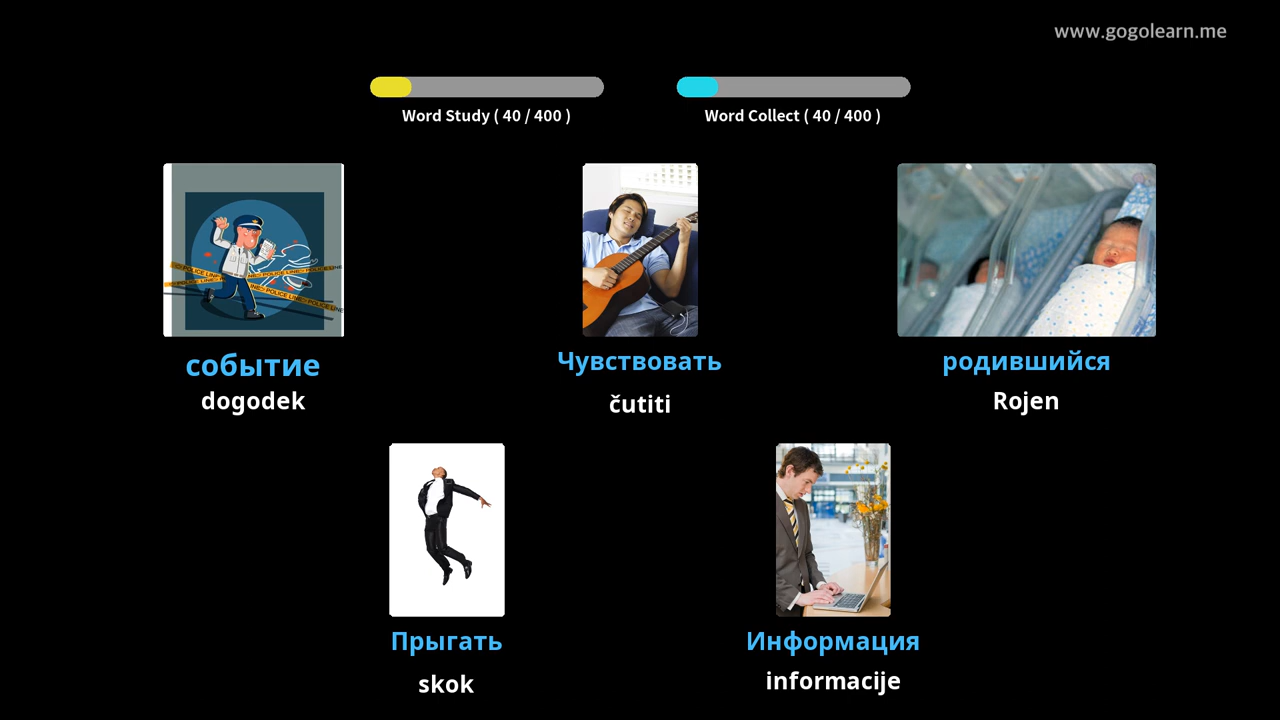 www.gogolearn.me
Word Study ( 40 / 400 )
Word Collect ( 40 / 400 )
событие
dogodek
Чувствовать
čutiti
родившийся
Rojen
Прыгать
skok
Информация
informacije